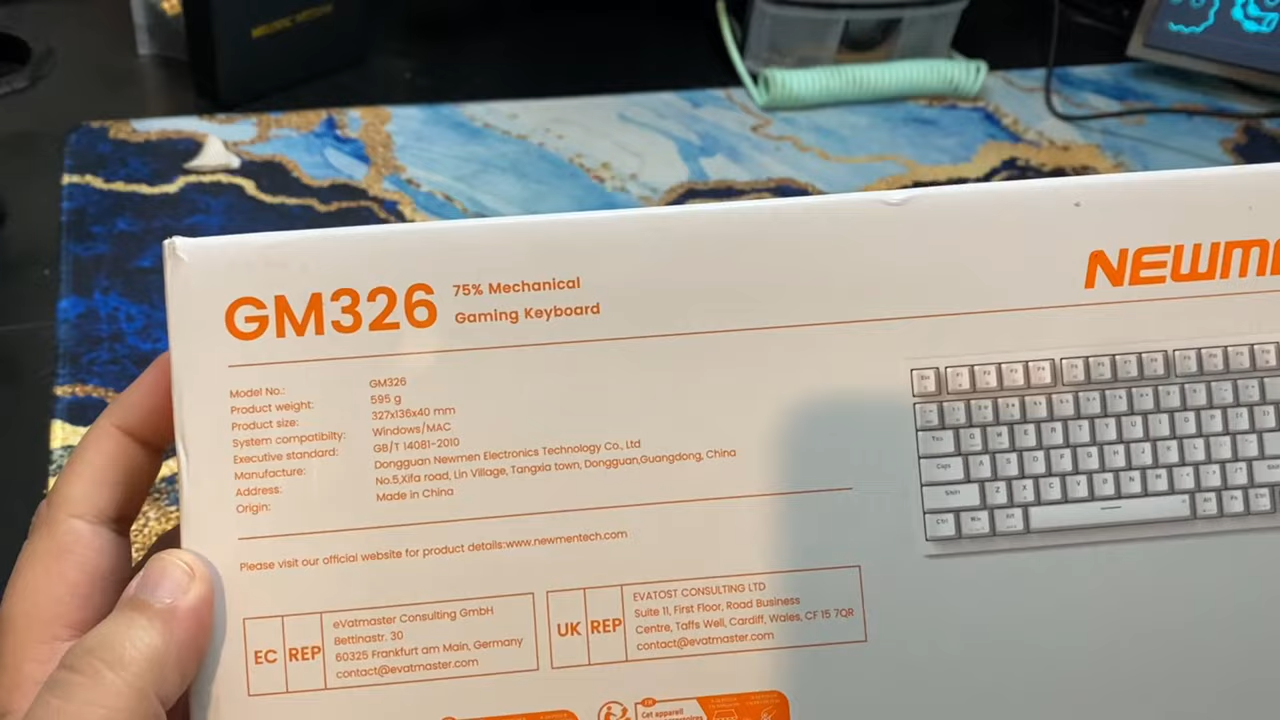 GM326
75% Mechanical
Gaming Keyboard
NEWM
Model No.: GM326
Product weight: 595 g
Product size: 327x136x40 mm
System compatibilty: Windows/MAC
Executive standard: GB/T 14081-2010
Manufacture: Dongguan Newmen Electronics Technology Co., Ltd
Address: No.5,Xifa road, Lin Village, Tangxia town, Dongguan,Guangdong, China
Origin: Made in China
Please visit our official website for product details:www.newmentech.com
EC REP
eVatmaster Consulting GmbH
Bettinastr. 30
60325 Frankfurt am Main, Germany
contact@evatmaster.com
UK REP
EVATOST CONSULTING LTD
Suite 11, First Floor, Road Business
Centre, Taffs Well, Cardiff, Wales, CF 15 7QR
contact@evatmaster.com
FR
Cet appareil